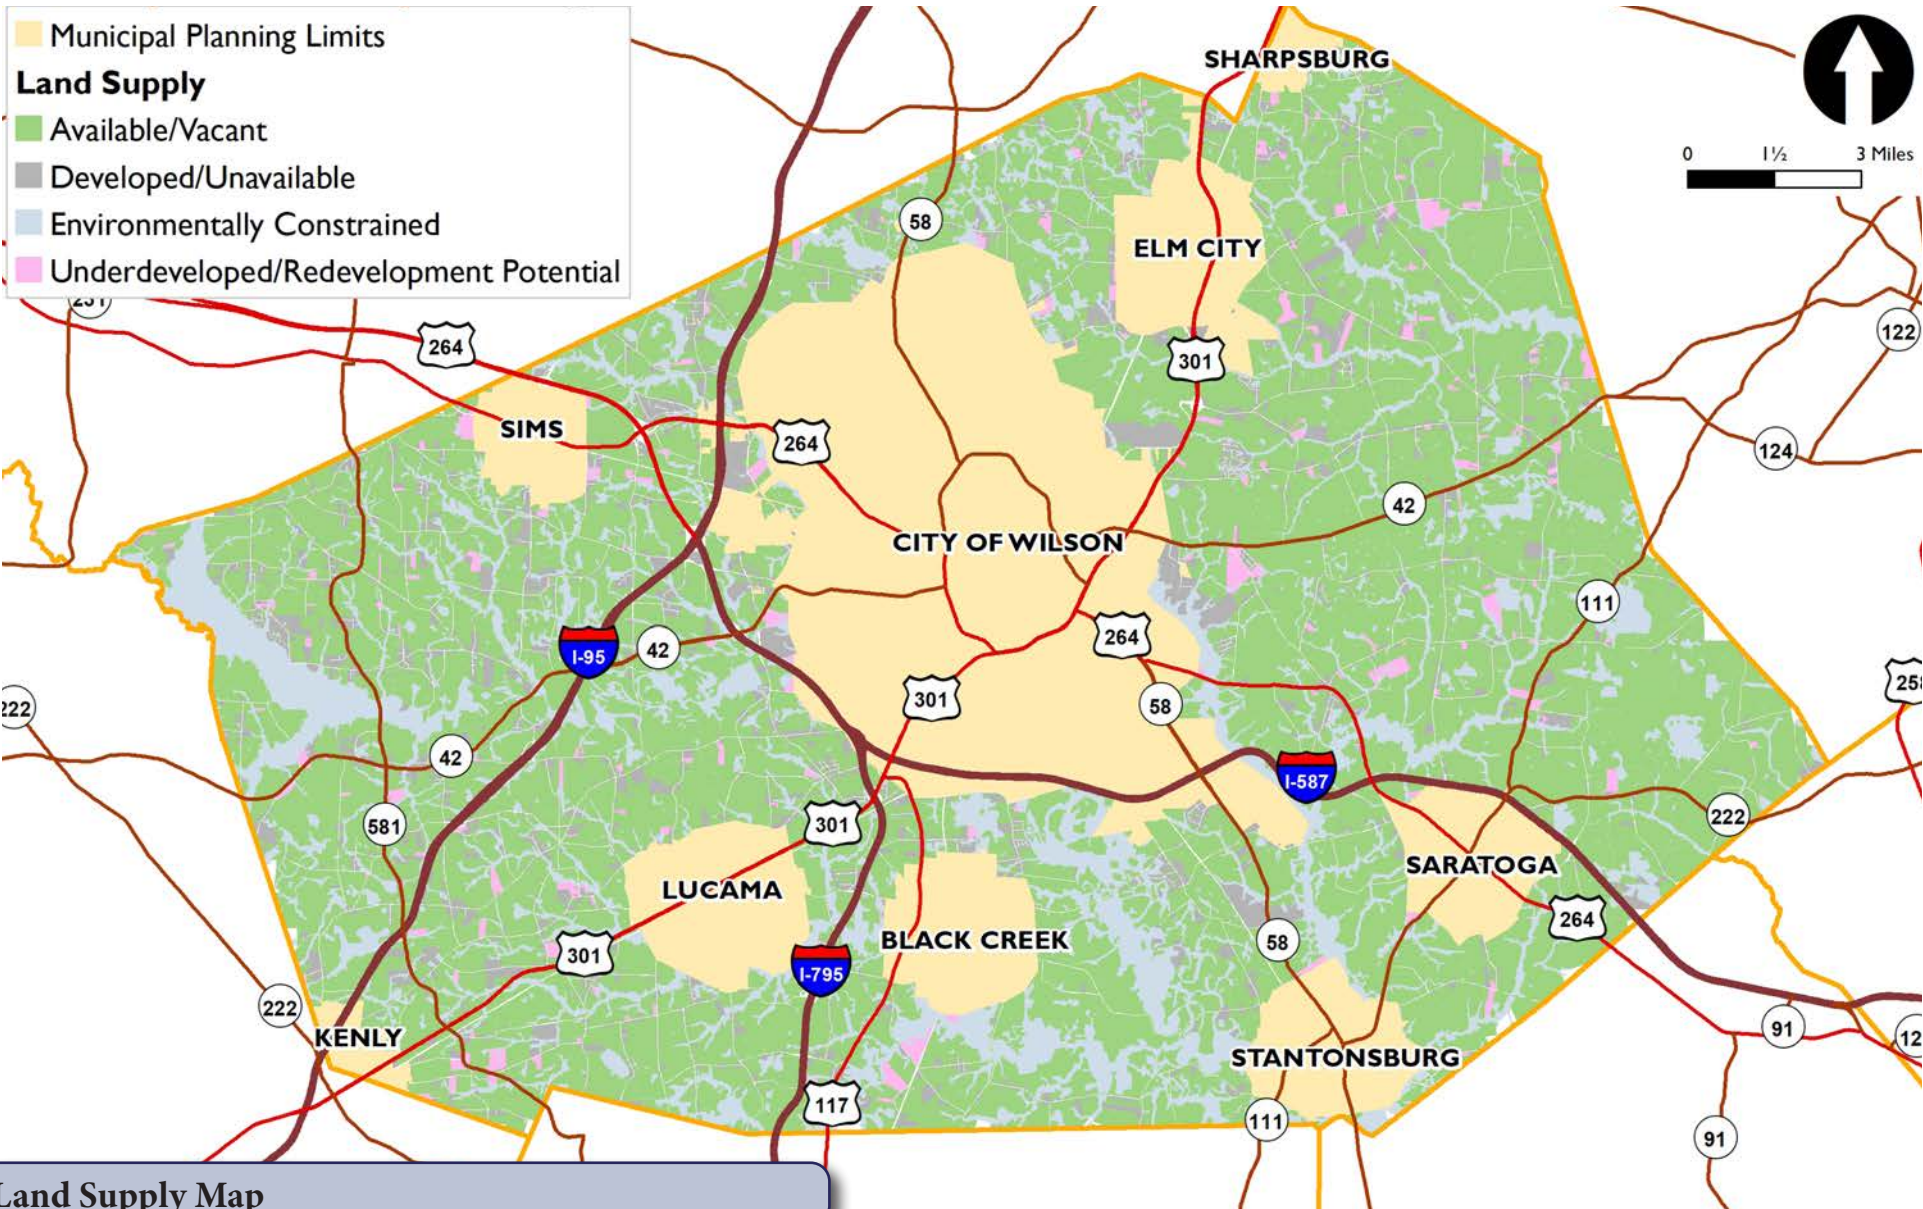 Municipal Planning Limits
Land Supply
Available/Vacant
Developed/Unavailable
Environmentally Constrained
Underdeveloped/Redevelopment Potential
SHARPSBURG
0 1½ 3 Miles
58
ELM CITY
122
264
301
SIMS
264
124
42
CITY OF WILSON
111
264
I-95
42
258
301
58
222
42
I-587
222
581
301
SARATOGA
LUCAMA
264
BLACK CREEK
58
301
I-795
222
91
KENLY
STANTONSBURG
117
111
91
Land Supply Map